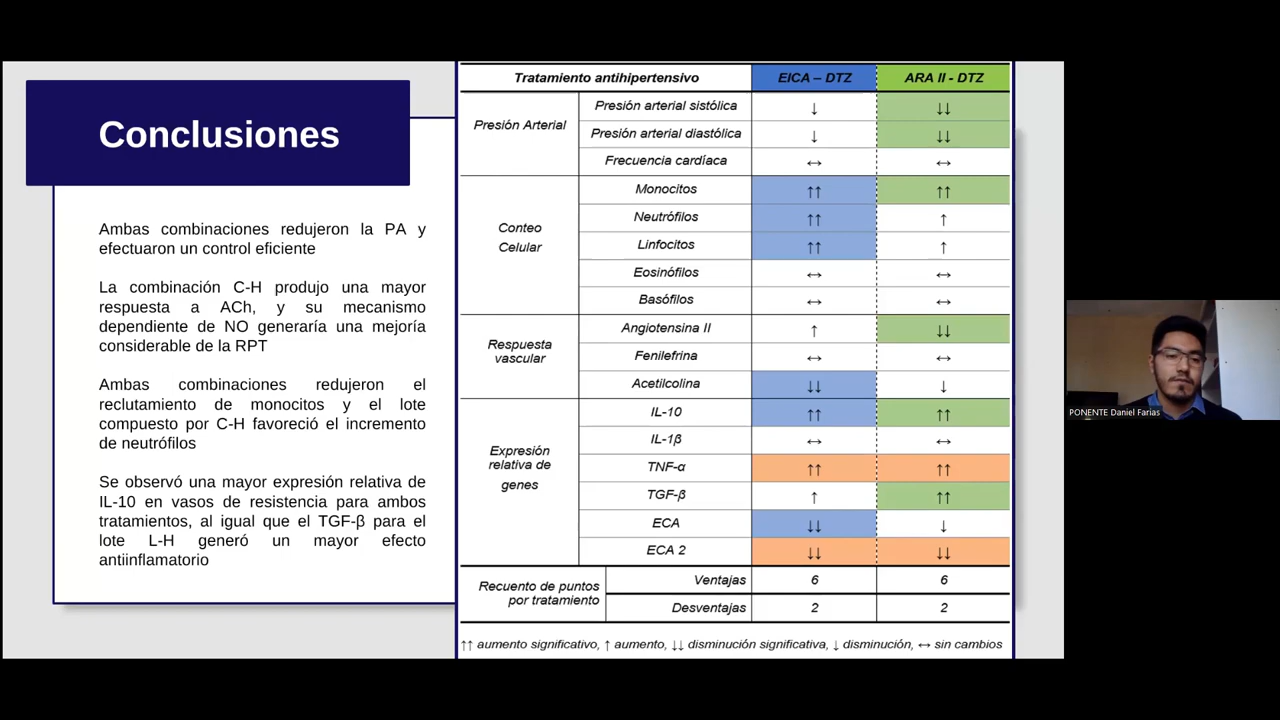 Conclusiones
Ambas combinaciones redujeron la PA y
efectuaron un control eficiente
La combinación C-H produjo una mayor
respuesta a ACh, y su mecanismo
dependiente de NO generaría una mejoría
considerable de la RPT
Ambas combinaciones redujeron el
reclutamiento de monocitos y el lote
compuesto por C-H favoreció el incremento
de neutrófilos
Se observó una mayor expresión relativa de
IL-10 en vasos de resistencia para ambos
tratamientos, al igual que el TGF-β para el
lote L-H generó un mayor efecto
antiinflamatorio
Tratamiento antihipertensivo EICA – DTZ ARA II - DTZ
Presión Arterial
Presión arterial sistólica ↓ ↓↓
Presión arterial diastólica ↓ ↓↓
Frecuencia cardíaca ↔ ↔
Conteo
Celular
Monocitos ↑↑ ↑↑
Neutrófilos ↑↑ ↑
Linfocitos ↑↑ ↑
Eosinófilos ↔ ↔
Basófilos ↔ ↔
Respuesta
vascular
Angiotensina II ↑ ↓↓
Fenilefrina ↔ ↔
Acetilcolina ↓↓ ↓
Expresión
relativa de
genes
IL-10 ↑↑ ↑↑
IL-1β ↔ ↔
TNF-α ↑↑ ↑↑
TGF-β ↑ ↑↑
ECA ↓↓ ↓
ECA 2 ↓↓ ↓↓
Recuento de puntos
por tratamiento
Ventajas 6 6
Desventajas 2 2
↑↑ aumento significativo, ↑ aumento, ↓↓ disminución significativa, ↓ disminución, ↔ sin cambios
PONENTE Daniel Farias